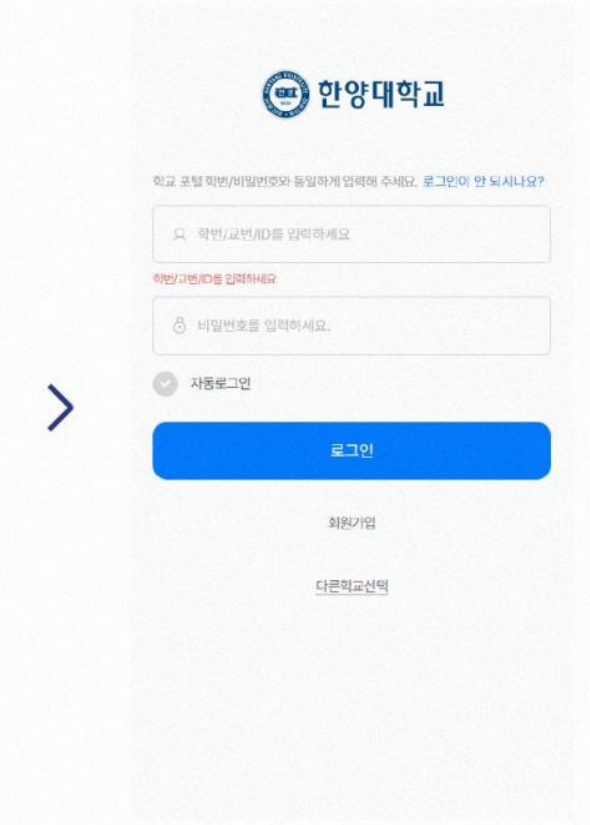 한양대학교
학교 포털 학번/비밀번호와 동일하게 입력해 주세요. 로그인이 안 되시나요?
학번/교번/ID를 입력하세요
학번/교번/ID를 입력하세요
비밀번호를 입력하세요.
자동로그인
로그인
회원가입
다른학교선택